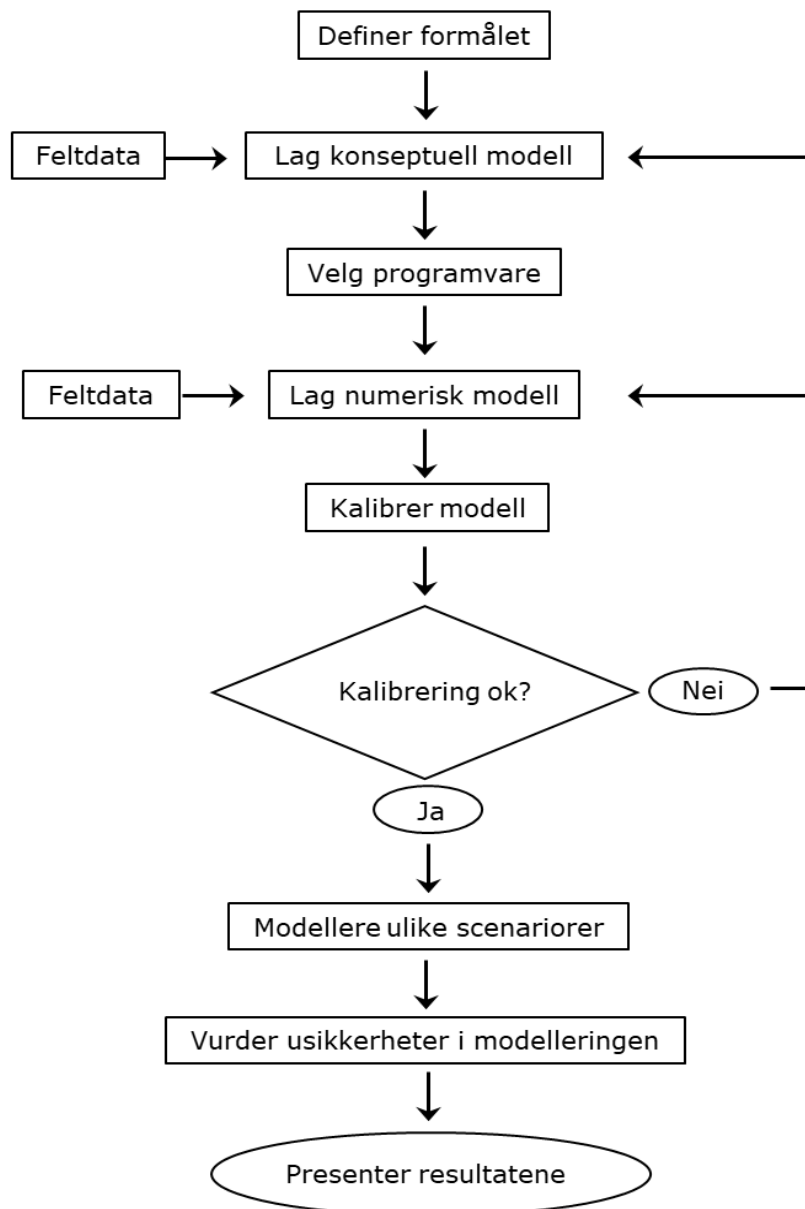 Definer formålet
Feltdata
Lag konseptuell modell
Velg programvare
Feltdata
Lag numerisk modell
Kalibrer modell
Kalibrering ok?
Nei
Ja
Modellere ulike scenariorer
Vurder usikkerheter i modelleringen
Presenter resultatene